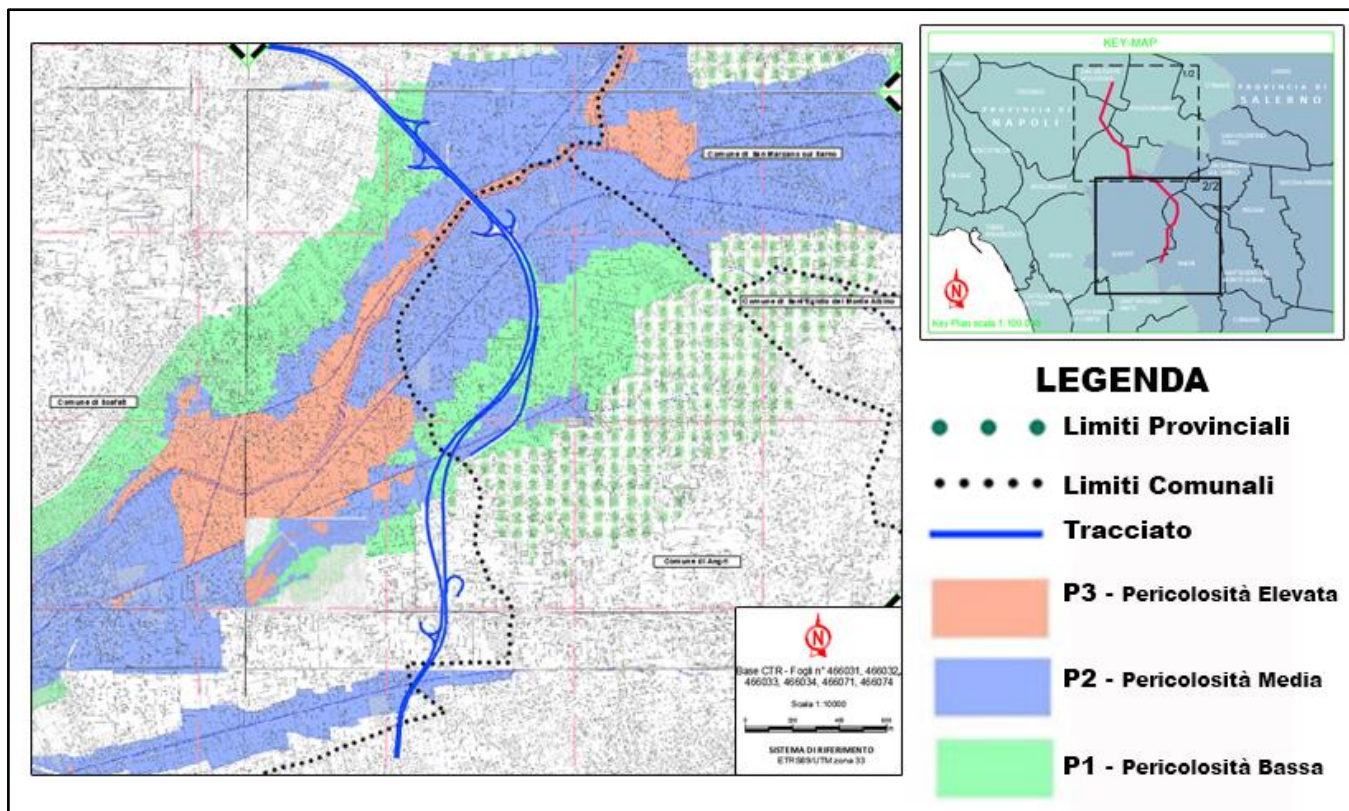 Comune di San Marzano sul Sarno
Comune di Sant'Egidio del Monte Albino
Comune di Scafati
Comune di Angri
N
Base CTR - Fogli n° 466031, 466032,
466033, 466034, 466071, 466074
Scala 1:10000
SISTEMA DI RIFERIMENTO
ETRS89/UTM zona 33
KEY-MAP
1/2
PROVINCIA DI
NAPOLI
PROVINCIA DI
SALERNO
2/2
N
Key Plan scala 1:100.000
LEGENDA
Limiti Provinciali
Limiti Comunali
Tracciato
P3 - Pericolosità Elevata
P2 - Pericolosità Media
P1 - Pericolosità Bassa